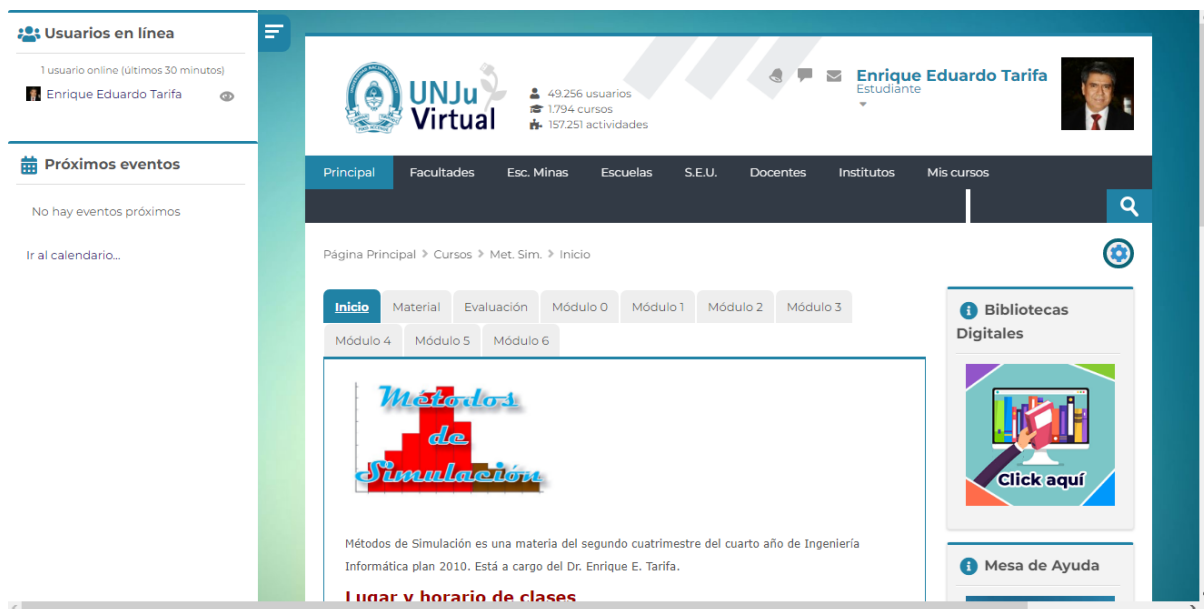 Usuarios en línea
1 usuario online (últimos 30 minutos)
Enrique Eduardo Tarifa
Próximos eventos
No hay eventos próximos
Ir al calendario...
UNJu
Virtual
49.256 usuarios
1.794 cursos
157.251 actividades
Enrique Eduardo Tarifa
Estudiante
Principal Facultades Esc. Minas Escuelas S.E.U. Docentes Institutos Mis cursos
Página Principal > Cursos > Met. Sim. > Inicio
Inicio Material Evaluación Módulo 0 Módulo 1 Módulo 2 Módulo 3
Módulo 4 Módulo 5 Módulo 6
Métodos
de
Simulación
Métodos de Simulación es una materia del segundo cuatrimestre del cuarto año de Ingeniería
Informática plan 2010. Está a cargo del Dr. Enrique E. Tarifa.
Lugar y horario de clases
Bibliotecas
Digitales
Click aquí
Mesa de Ayuda